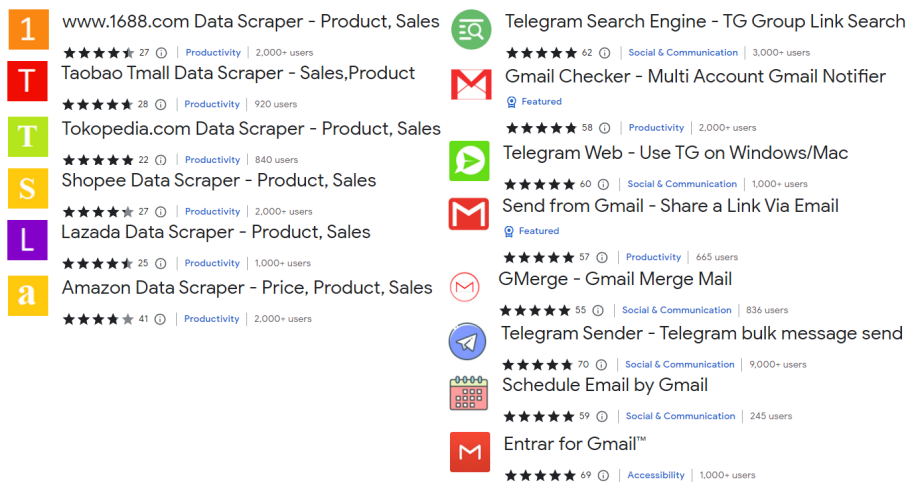 1
www.1688.com Data Scraper - Product, Sales
27 Productivity 2,000+ users
T
Taobao Tmall Data Scraper - Sales,Product
28 Productivity 920 users
T
Tokopedia.com Data Scraper - Product, Sales
22 Productivity 840 users
S
Shopee Data Scraper - Product, Sales
27 Productivity 2,000+ users
L
Lazada Data Scraper - Product, Sales
25 Productivity 1,000+ users
a
Amazon Data Scraper - Price, Product, Sales
41 Productivity 2,000+ users
Telegram Search Engine - TG Group Link Search
62 Social & Communication 3,000+ users
Gmail Checker - Multi Account Gmail Notifier
Featured
58 Productivity 2,000+ users
Telegram Web - Use TG on Windows/Mac
60 Social & Communication 1,000+ users
Send from Gmail - Share a Link Via Email
Featured
57 Productivity 665 users
GMerge - Gmail Merge Mail
55 Social & Communication 836 users
Telegram Sender - Telegram bulk message send
70 Social & Communication 9,000+ users
Schedule Email by Gmail
59 Social & Communication 245 users
Entrar for Gmail™
69 Accessibility 1,000+ users